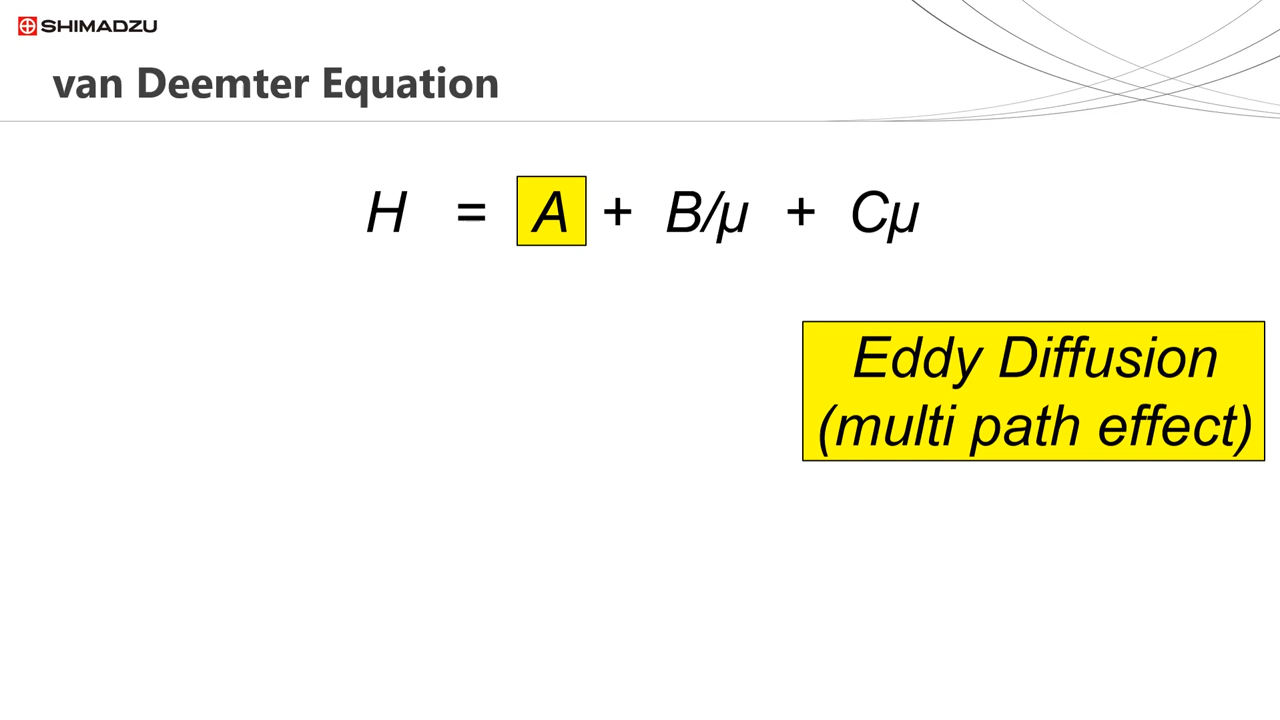 SHIMADZU
van Deemter Equation
H = A + B/μ + Cμ
Eddy Diffusion
(multi path effect)